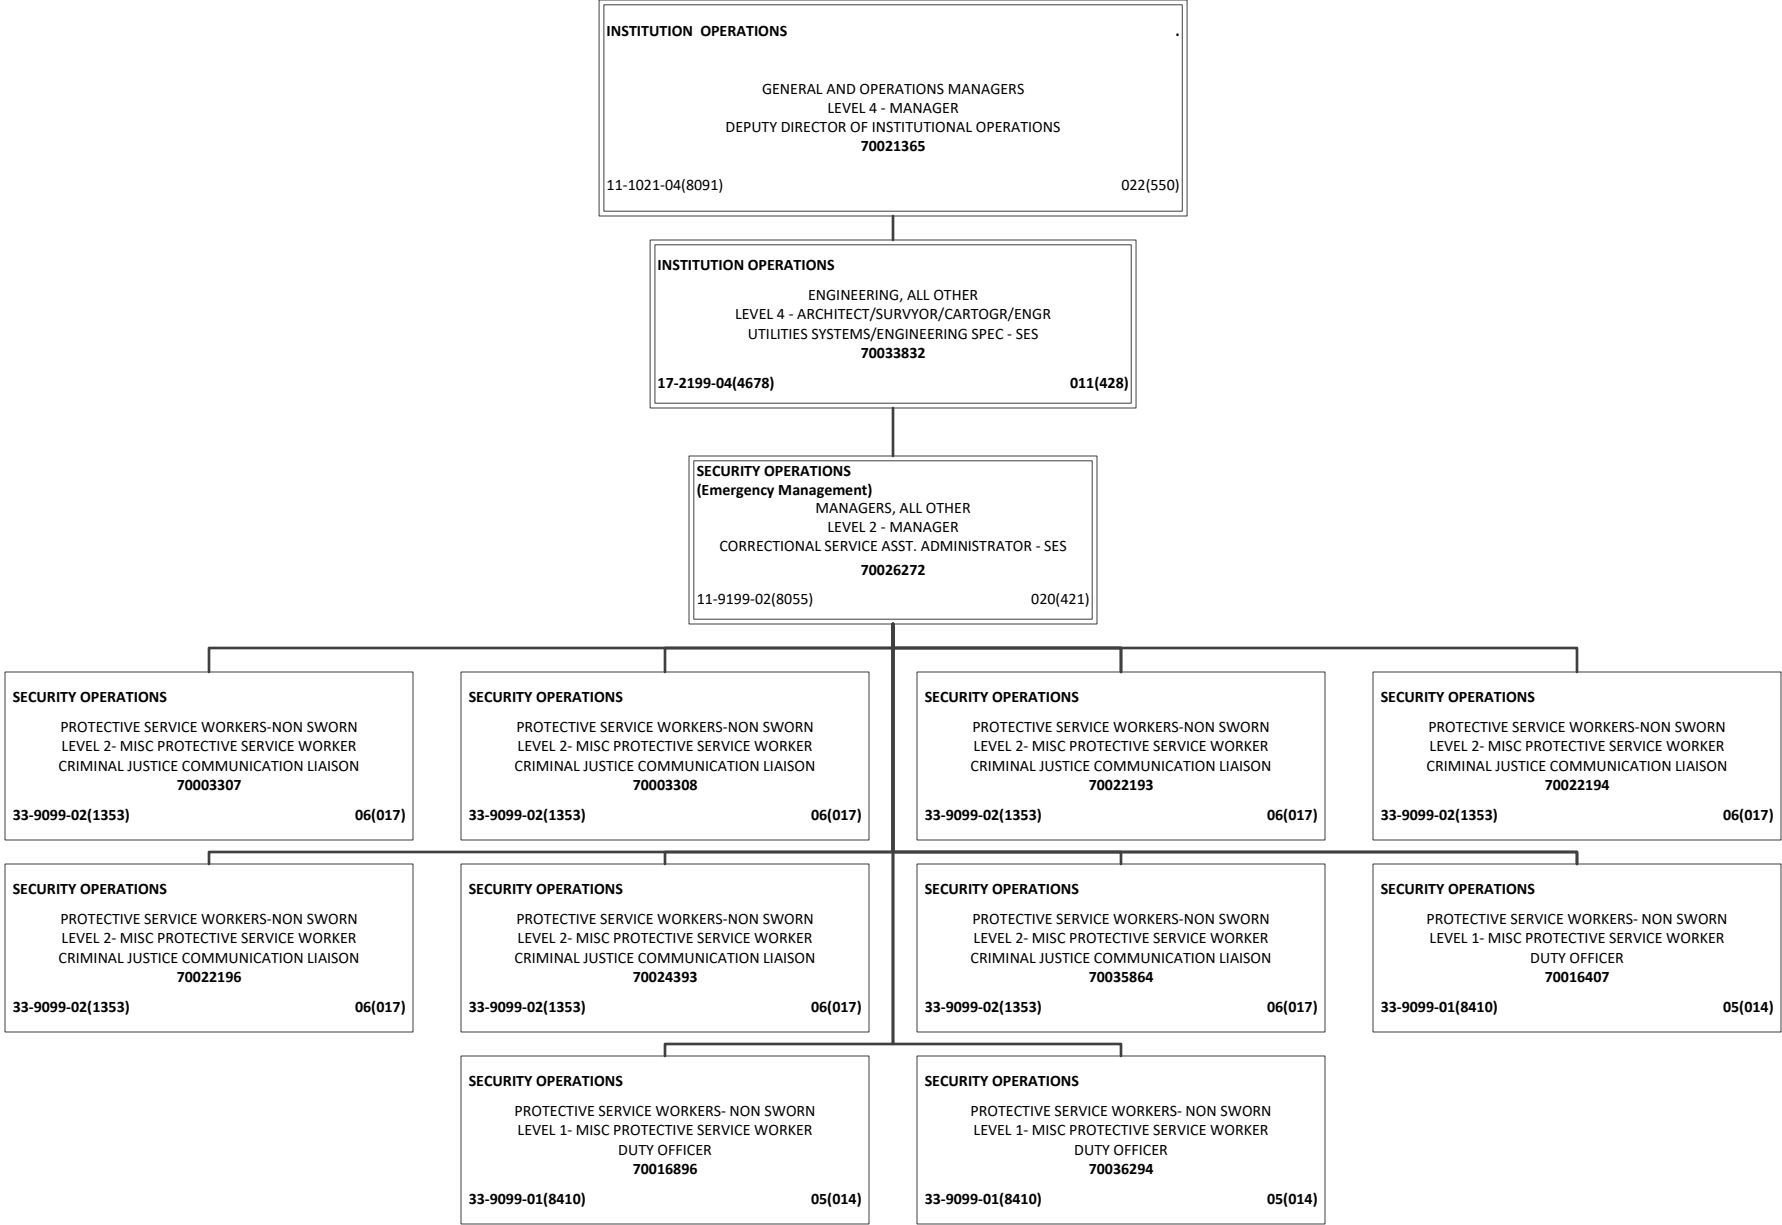 INSTITUTION  OPERATIONS .
GENERAL AND OPERATIONS MANAGERS
LEVEL 4 - MANAGER
DEPUTY DIRECTOR OF INSTITUTIONAL OPERATIONS
70021365
11-1021-04(8091) 022(550)
INSTITUTION OPERATIONS
ENGINEERING, ALL OTHER
LEVEL 4 - ARCHITECT/SURVYOR/CARTOGR/ENGR
UTILITIES SYSTEMS/ENGINEERING SPEC - SES
70033832
17-2199-04(4678) 011(428)
SECURITY OPERATIONS
(Emergency Management)
MANAGERS, ALL OTHER
LEVEL 2 - MANAGER
CORRECTIONAL SERVICE ASST. ADMINISTRATOR - SES
70026272
11-9199-02(8055) 020(421)
SECURITY OPERATIONS
PROTECTIVE SERVICE WORKERS-NON SWORN
LEVEL 2- MISC PROTECTIVE SERVICE WORKER
CRIMINAL JUSTICE COMMUNICATION LIAISON
70003307
33-9099-02(1353) 06(017)
SECURITY OPERATIONS
PROTECTIVE SERVICE WORKERS-NON SWORN
LEVEL 2- MISC PROTECTIVE SERVICE WORKER
CRIMINAL JUSTICE COMMUNICATION LIAISON
70003308
33-9099-02(1353) 06(017)
SECURITY OPERATIONS
PROTECTIVE SERVICE WORKERS-NON SWORN
LEVEL 2- MISC PROTECTIVE SERVICE WORKER
CRIMINAL JUSTICE COMMUNICATION LIAISON
70022193
33-9099-02(1353) 06(017)
SECURITY OPERATIONS
PROTECTIVE SERVICE WORKERS-NON SWORN
LEVEL 2- MISC PROTECTIVE SERVICE WORKER
CRIMINAL JUSTICE COMMUNICATION LIAISON
70022194
33-9099-02(1353) 06(017)
SECURITY OPERATIONS
PROTECTIVE SERVICE WORKERS-NON SWORN
LEVEL 2- MISC PROTECTIVE SERVICE WORKER
CRIMINAL JUSTICE COMMUNICATION LIAISON
70022196
33-9099-02(1353) 06(017)
SECURITY OPERATIONS
PROTECTIVE SERVICE WORKERS-NON SWORN
LEVEL 2- MISC PROTECTIVE SERVICE WORKER
CRIMINAL JUSTICE COMMUNICATION LIAISON
70024393
33-9099-02(1353) 06(017)
SECURITY OPERATIONS
PROTECTIVE SERVICE WORKERS-NON SWORN
LEVEL 2- MISC PROTECTIVE SERVICE WORKER
CRIMINAL JUSTICE COMMUNICATION LIAISON
70035864
33-9099-02(1353) 06(017)
SECURITY OPERATIONS
PROTECTIVE SERVICE WORKERS- NON SWORN
LEVEL 1- MISC PROTECTIVE SERVICE WORKER
DUTY OFFICER
70016407
33-9099-01(8410) 05(014)
SECURITY OPERATIONS
PROTECTIVE SERVICE WORKERS- NON SWORN
LEVEL 1- MISC PROTECTIVE SERVICE WORKER
DUTY OFFICER
70016896
33-9099-01(8410) 05(014)
SECURITY OPERATIONS
PROTECTIVE SERVICE WORKERS- NON SWORN
LEVEL 1- MISC PROTECTIVE SERVICE WORKER
DUTY OFFICER
70036294
33-9099-01(8410) 05(014)